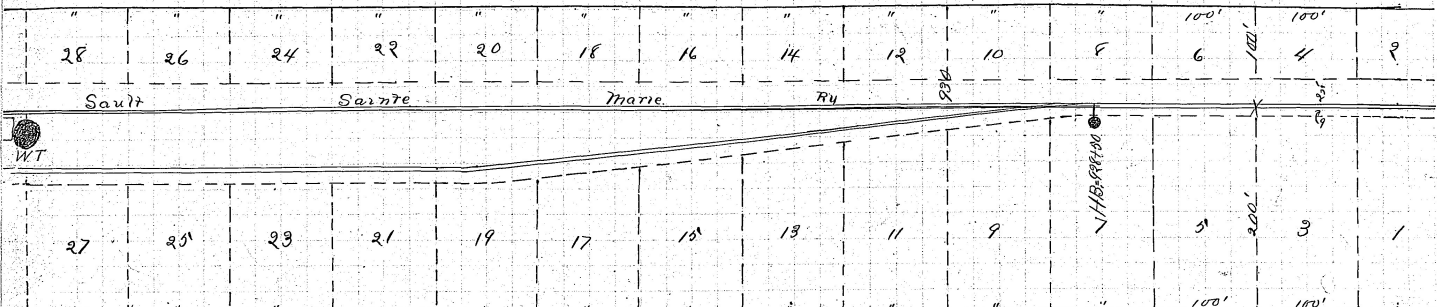 " " " " " " " " " " " 100' 100'
28 26 24 22 20 18 16 14 12 10 8 6 100' 4 2
Sault Sainte Marie. Ry 930
W.T.
27 25 23 21 19 17 15 13 11 9 7 5 200' 3 1
" " " " " 100' 100'